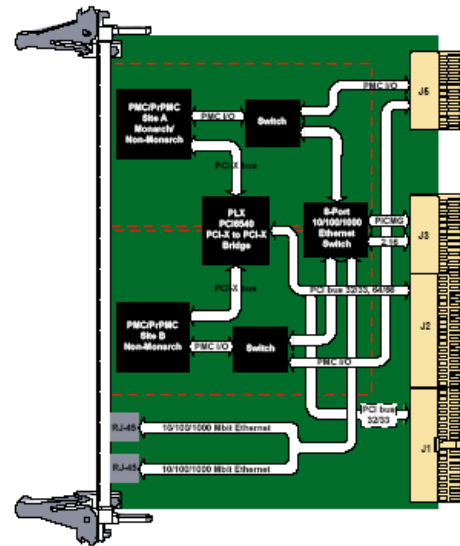 PMC/PrPMC
Site A
Monarch/
Non-Monarch
PMC I/O
Switch
PMC I/O
J5
PCI-X bus
PLX
PCI6540
PCI-X to PCI-X
Bridge
8-Port
10/100/1000
Ethernet
Switch
PICMG
2.16
J3
PCI-X bus
PCI bus 32/33, 64/66
J2
PMC/PrPMC
Site B
Non-Monarch
PMC I/O
Switch
PMC I/O
PCI bus
32/33
J1
RJ-45
10/100/1000 Mbit Ethernet
RJ-45
10/100/1000 Mbit Ethernet